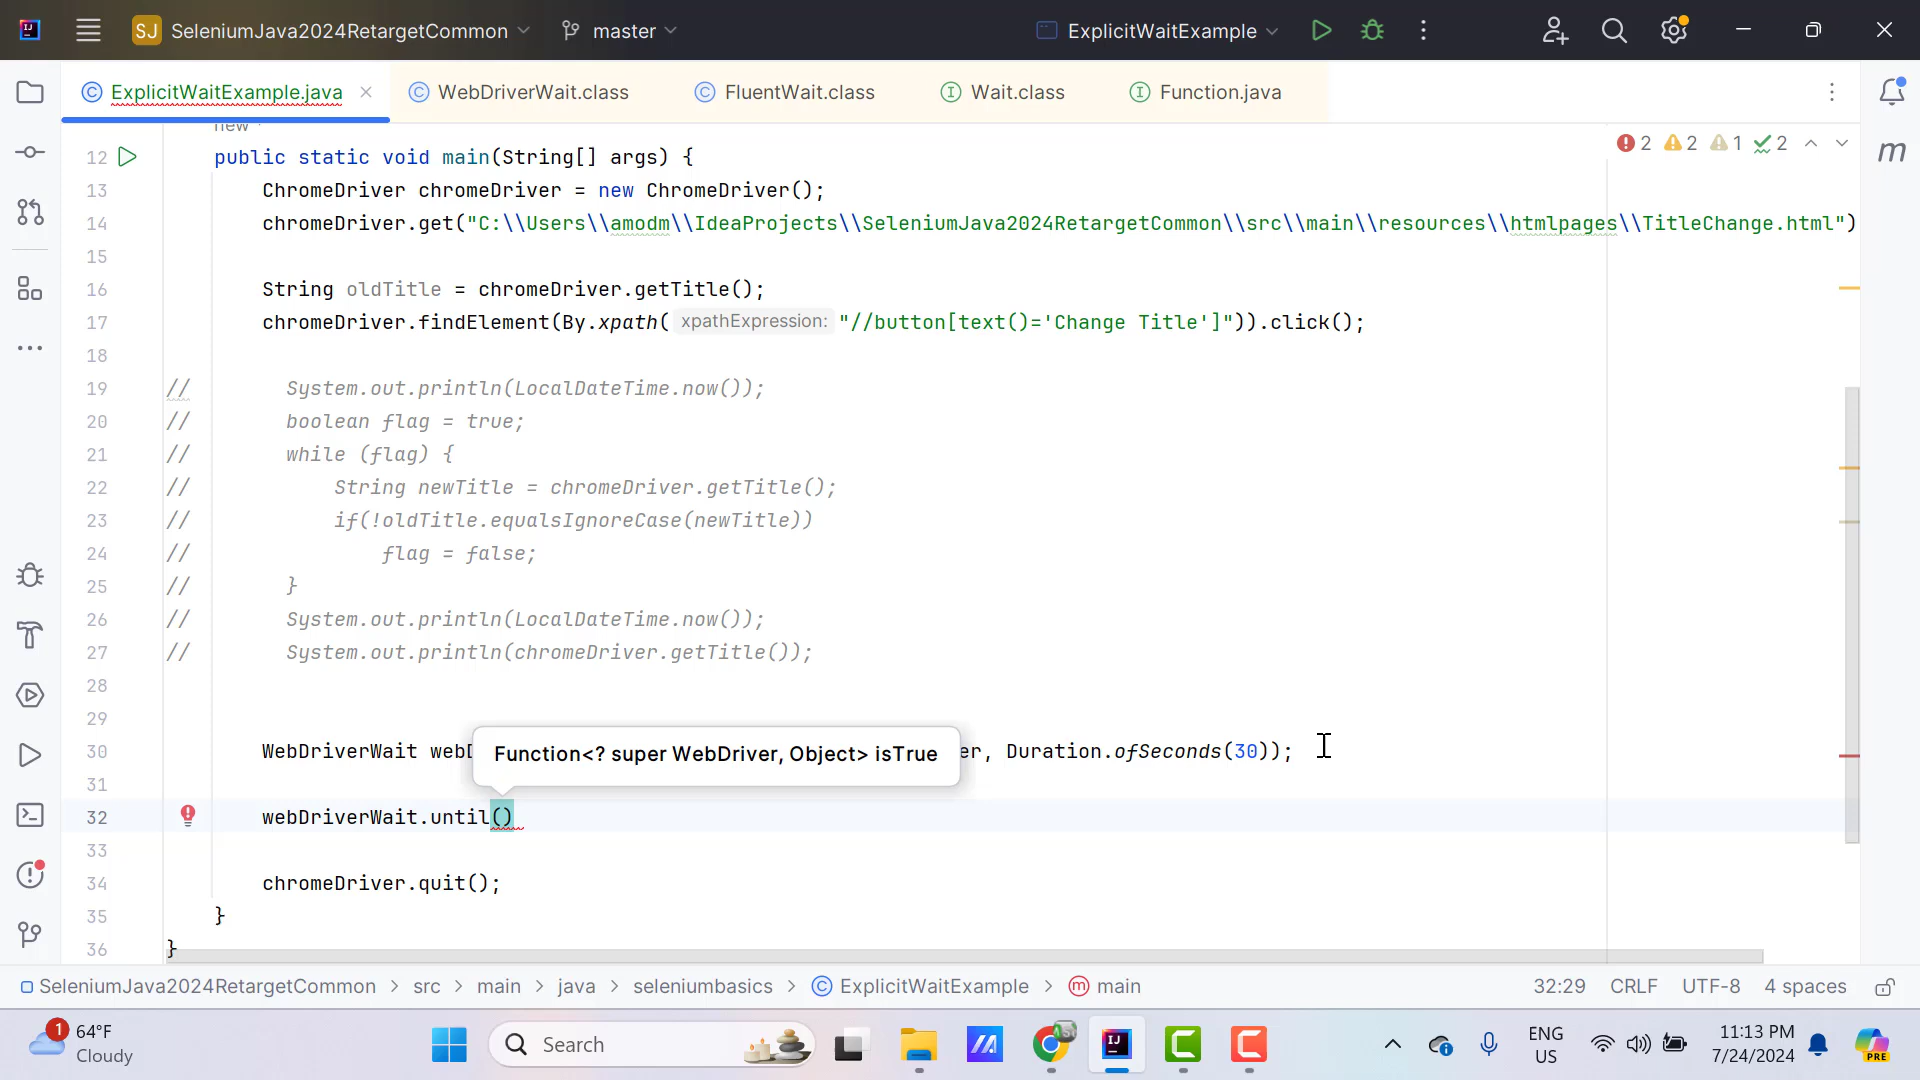 SJ SeleniumJava2024RetargetCommon master ExplicitWaitExample
ExplicitWaitExample.java WebDriverWait.class FluentWait.class Wait.class Function.java
new *
2 2 1 2
12 public static void main(String[] args) {
13 ChromeDriver chromeDriver = new ChromeDriver();
14 chromeDriver.get("C:\\Users\\amodm\\IdeaProjects\\SeleniumJava2024RetargetCommon\\src\\main\\resources\\htmlpages\\TitleChange.html")
15
16 String oldTitle = chromeDriver.getTitle();
17 chromeDriver.findElement(By.xpath( xpathExpression: "//button[text()='Change Title']")).click();
18
19 // System.out.println(LocalDateTime.now());
20 // boolean flag = true;
21 // while (flag) {
22 // String newTitle = chromeDriver.getTitle();
23 // if(!oldTitle.equalsIgnoreCase(newTitle))
24 // flag = false;
25 // }
26 // System.out.println(LocalDateTime.now());
27 // System.out.println(chromeDriver.getTitle());
28
29
30 WebDriverWait webD er, Duration.ofSeconds(30));
Function<? super WebDriver, Object> isTrue
31
32 webDriverWait.until()
33
34 chromeDriver.quit();
35 }
36 }
SeleniumJava2024RetargetCommon > src > main > java > seleniumbasics > ExplicitWaitExample > main 32:29 CRLF UTF-8 4 spaces
1 64°F
Cloudy
Search
ENG
US
11:13 PM
7/24/2024
PRE